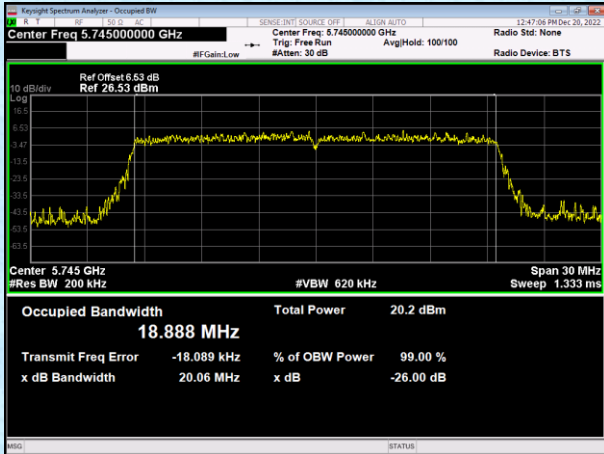 Keysight Spectrum Analyzer - Occupied BW
R T RF 50 Ω AC SENSE:INT SOURCE OFF ALIGN AUTO 12:47:06 PM Dec 20, 2022
Center Freq 5.745000000 GHz Center Freq: 5.745000000 GHz Radio Std: None
Trig: Free Run Avg|Hold: 100/100
#IFGain:Low #Atten: 30 dB Radio Device: BTS
Ref Offset 6.53 dB
10 dB/div Ref 26.53 dBm
Log
16.5
6.53
-3.47
-13.5
-23.5
-33.5
-43.5
-53.5
-63.5
Center 5.745 GHz Span 30 MHz
#Res BW 200 kHz #VBW 620 kHz Sweep 1.333 ms
Occupied Bandwidth Total Power 20.2 dBm
18.888 MHz
Transmit Freq Error -18.089 kHz % of OBW Power 99.00 %
x dB Bandwidth 20.06 MHz x dB -26.00 dB
MSG STATUS